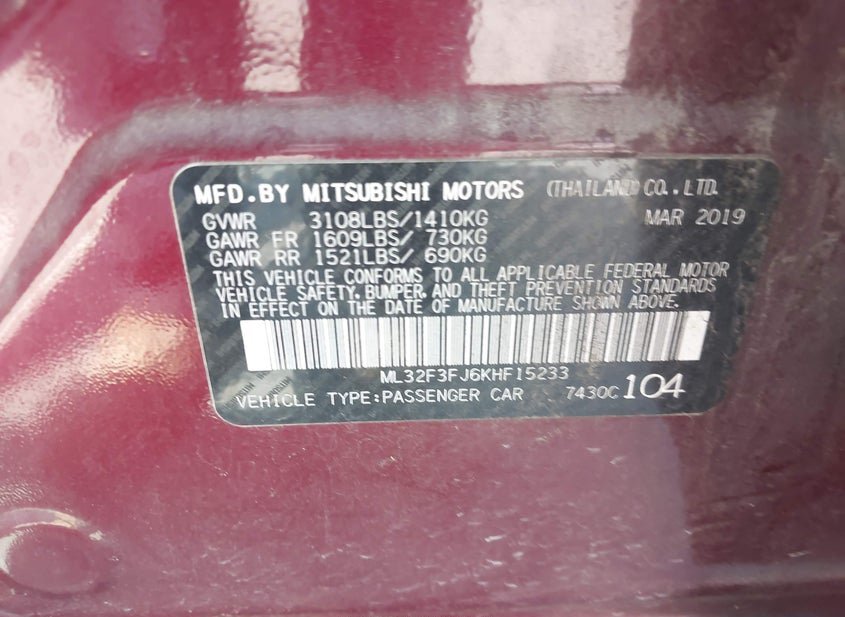 MFD.BY MITSUBISHI MOTORS (THAILAND) CO.,LTD.
GVWR 3108LBS/1410KG MAR 2019
GAWR FR 1609LBS/ 730KG
GAWR RR 1521LBS/ 690KG
THIS VEHICLE CONFORMS TO ALL APPLICABLE FEDERAL MOTOR
VEHICLE SAFETY, BUMPER, AND THEFT PREVENTION STANDARDS
IN EFFECT ON THE DATE OF MANUFACTURE SHOWN ABOVE.
ML32F3FJ6KHF15233
VEHICLE TYPE:PASSENGER CAR 7430C 104